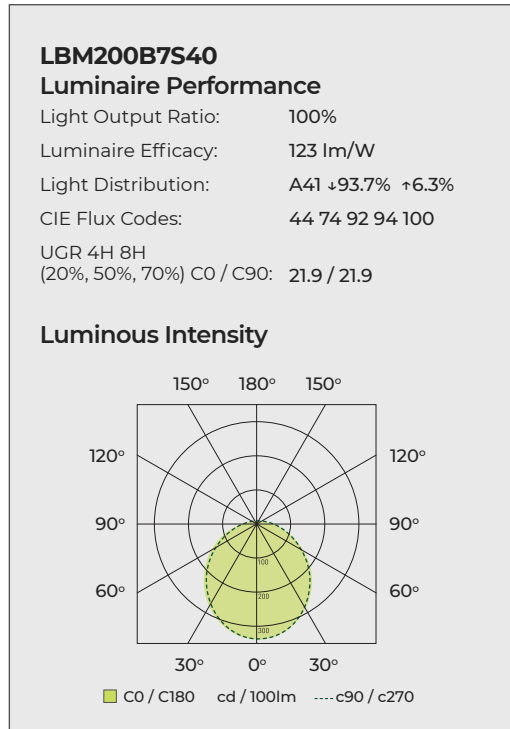 LBM200B7S40
Luminaire Performance
Light Output Ratio: 100%
Luminaire Efficacy: 123 lm/W
Light Distribution: A41 ↓93.7% ↑6.3%
CIE Flux Codes: 44 74 92 94 100
UGR 4H 8H
(20%, 50%, 70%) C0 / C90: 21.9 / 21.9
Luminous Intensity
150° 180° 150°
120° 120°
90° 90°
100
60° 200 60°
300
30° 0° 30°
C0 / C180 cd / 100lm c90 / c270